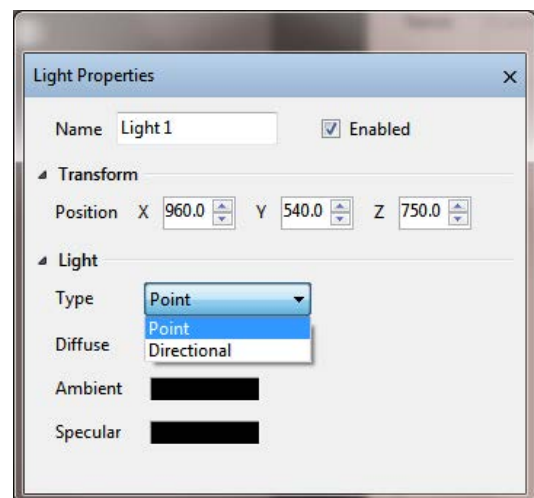 Light Properties
Name Light 1 Enabled
Transform
Position X 960.0 Y 540.0 Z 750.0
Light
Type Point
Point
Diffuse
Directional
Ambient
Specular